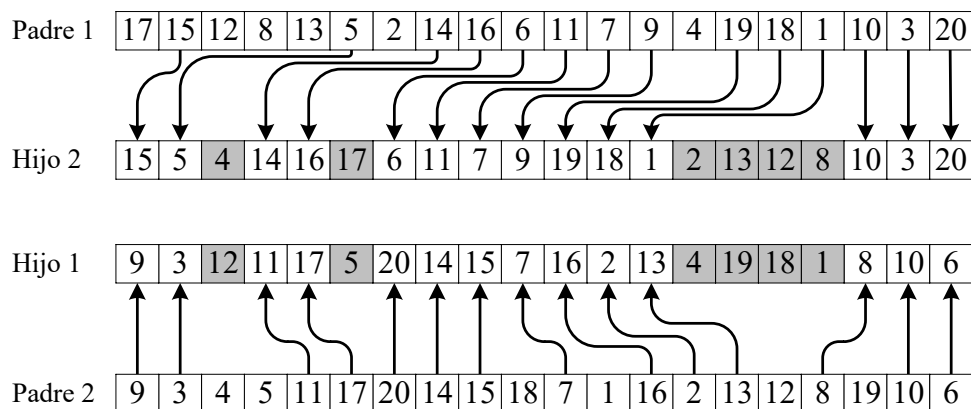 Padre 1 17 15 12 8 13 5 2 14 16 6 11 7 9 4 19 18 1 10 3 20
Hijo 2 15 5 4 14 16 17 6 11 7 9 19 18 1 2 13 12 8 10 3 20
Hijo 1 9 3 12 11 17 5 20 14 15 7 16 2 13 4 19 18 1 8 10 6
Padre 2 9 3 4 5 11 17 20 14 15 18 7 1 16 2 13 12 8 19 10 6